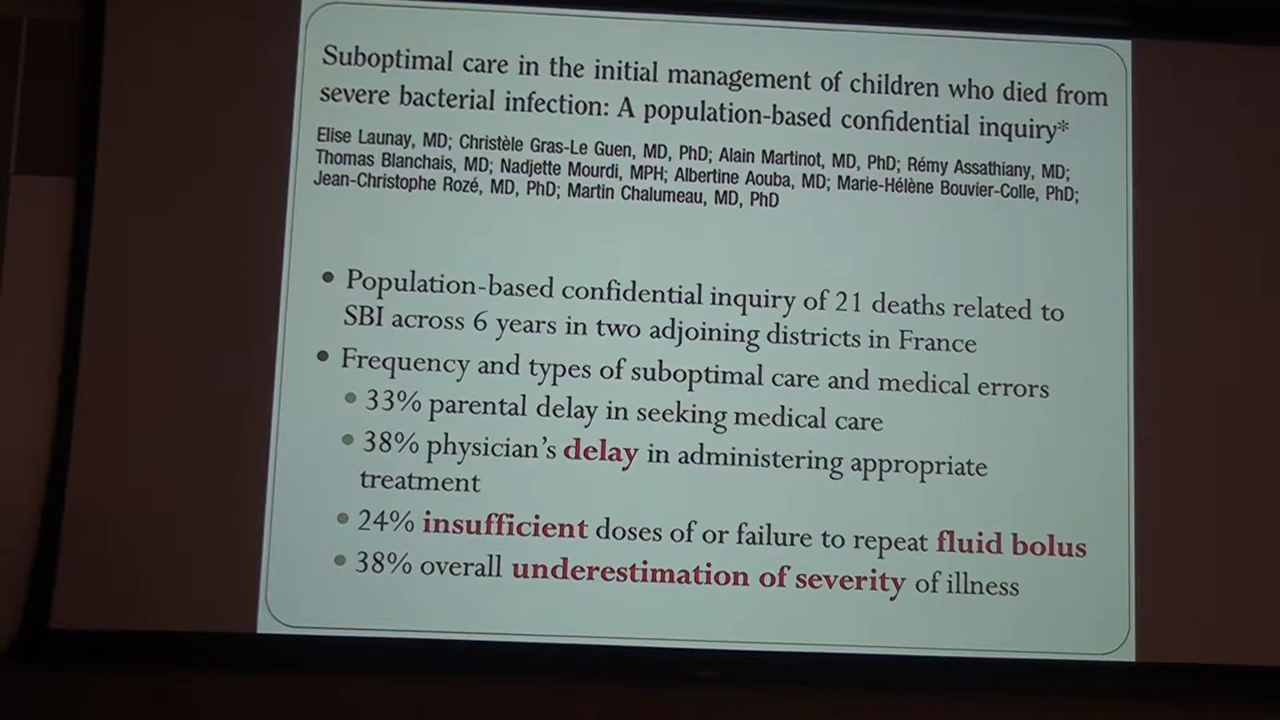 Suboptimal care in the initial management of children who died from
severe bacterial infection: A population-based confidential inquiry*
Elise Launay, MD; Christèle Gras-Le Guen, MD, PhD; Alain Martinot, MD, PhD; Rémy Assathiany, MD;
Thomas Blanchais, MD; Nadjette Mourdi, MPH; Albertine Aouba, MD; Marie-Hélène Bouvier-Colle, PhD;
Jean-Christophe Rozé, MD, PhD; Martin Chalumeau, MD, PhD
• Population-based confidential inquiry of 21 deaths related to
SBI across 6 years in two adjoining districts in France
• Frequency and types of suboptimal care and medical errors
• 33% parental delay in seeking medical care
• 38% physician's delay in administering appropriate
treatment
• 24% insufficient doses of or failure to repeat fluid bolus
• 38% overall underestimation of severity of illness